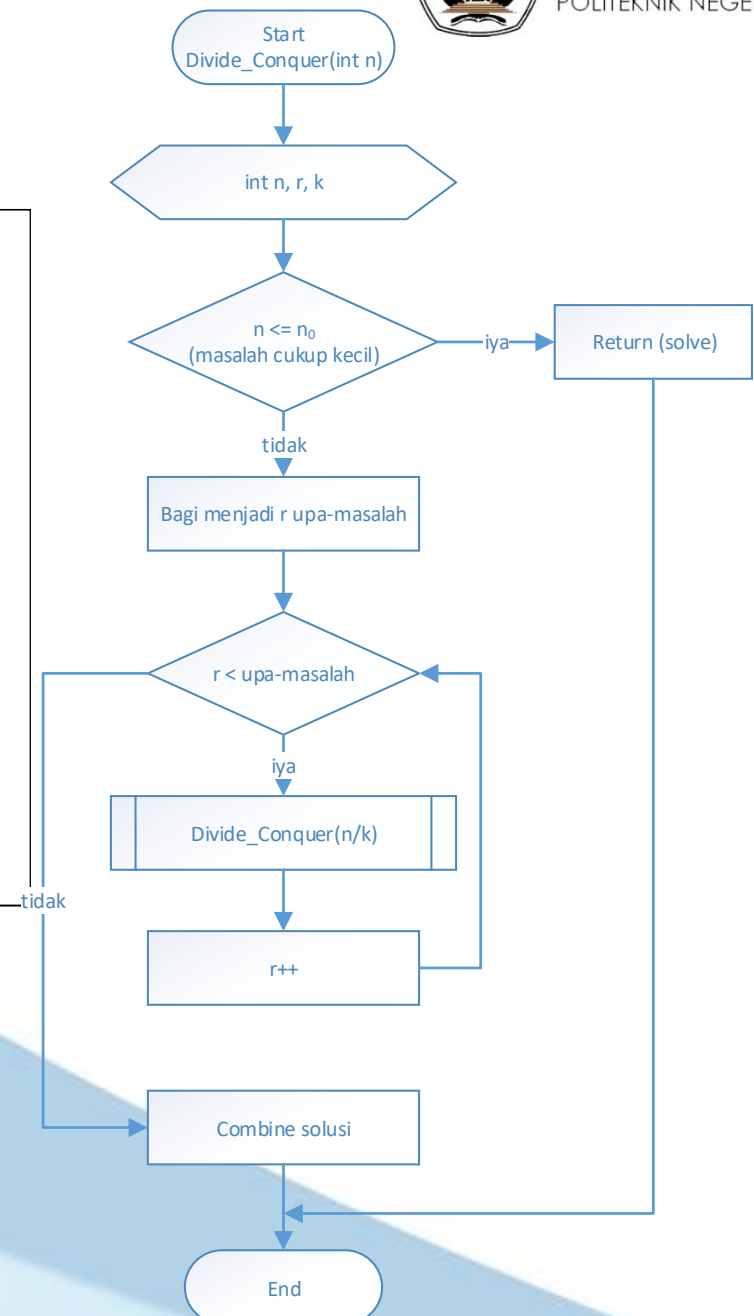 POLITEKNIK NEGE
Start
Divide_Conquer(int n)
int n, r, k
n <= n₀
(masalah cukup kecil)
iya
Return (solve)
tidak
Bagi menjadi r upa-masalah
r < upa-masalah
iya
Divide_Conquer(n/k)
tidak
r++
Combine solusi
End